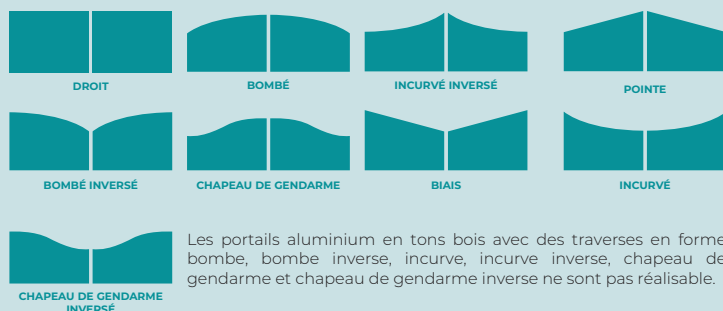 DROIT
BOMBÉ
INCURVÉ INVERSÉ
POINTE
BOMBÉ INVERSÉ
CHAPEAU DE GENDARME
BIAIS
INCURVÉ
CHAPEAU DE GENDARME
INVERSÉ
Les portails aluminium en tons bois avec des traverses en forme
bombe, bombe inverse, incurve, incurve inverse, chapeau de
gendarme et chapeau de gendarme inverse ne sont pas réalisable.